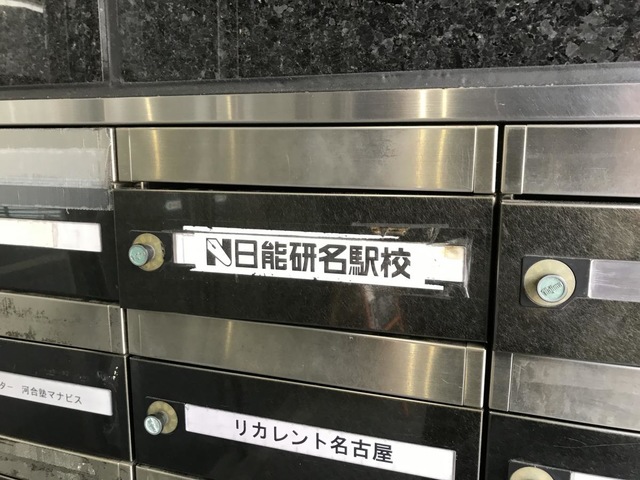 N日能研名駅校
ター 河合塾マナビス
リカレント名古屋